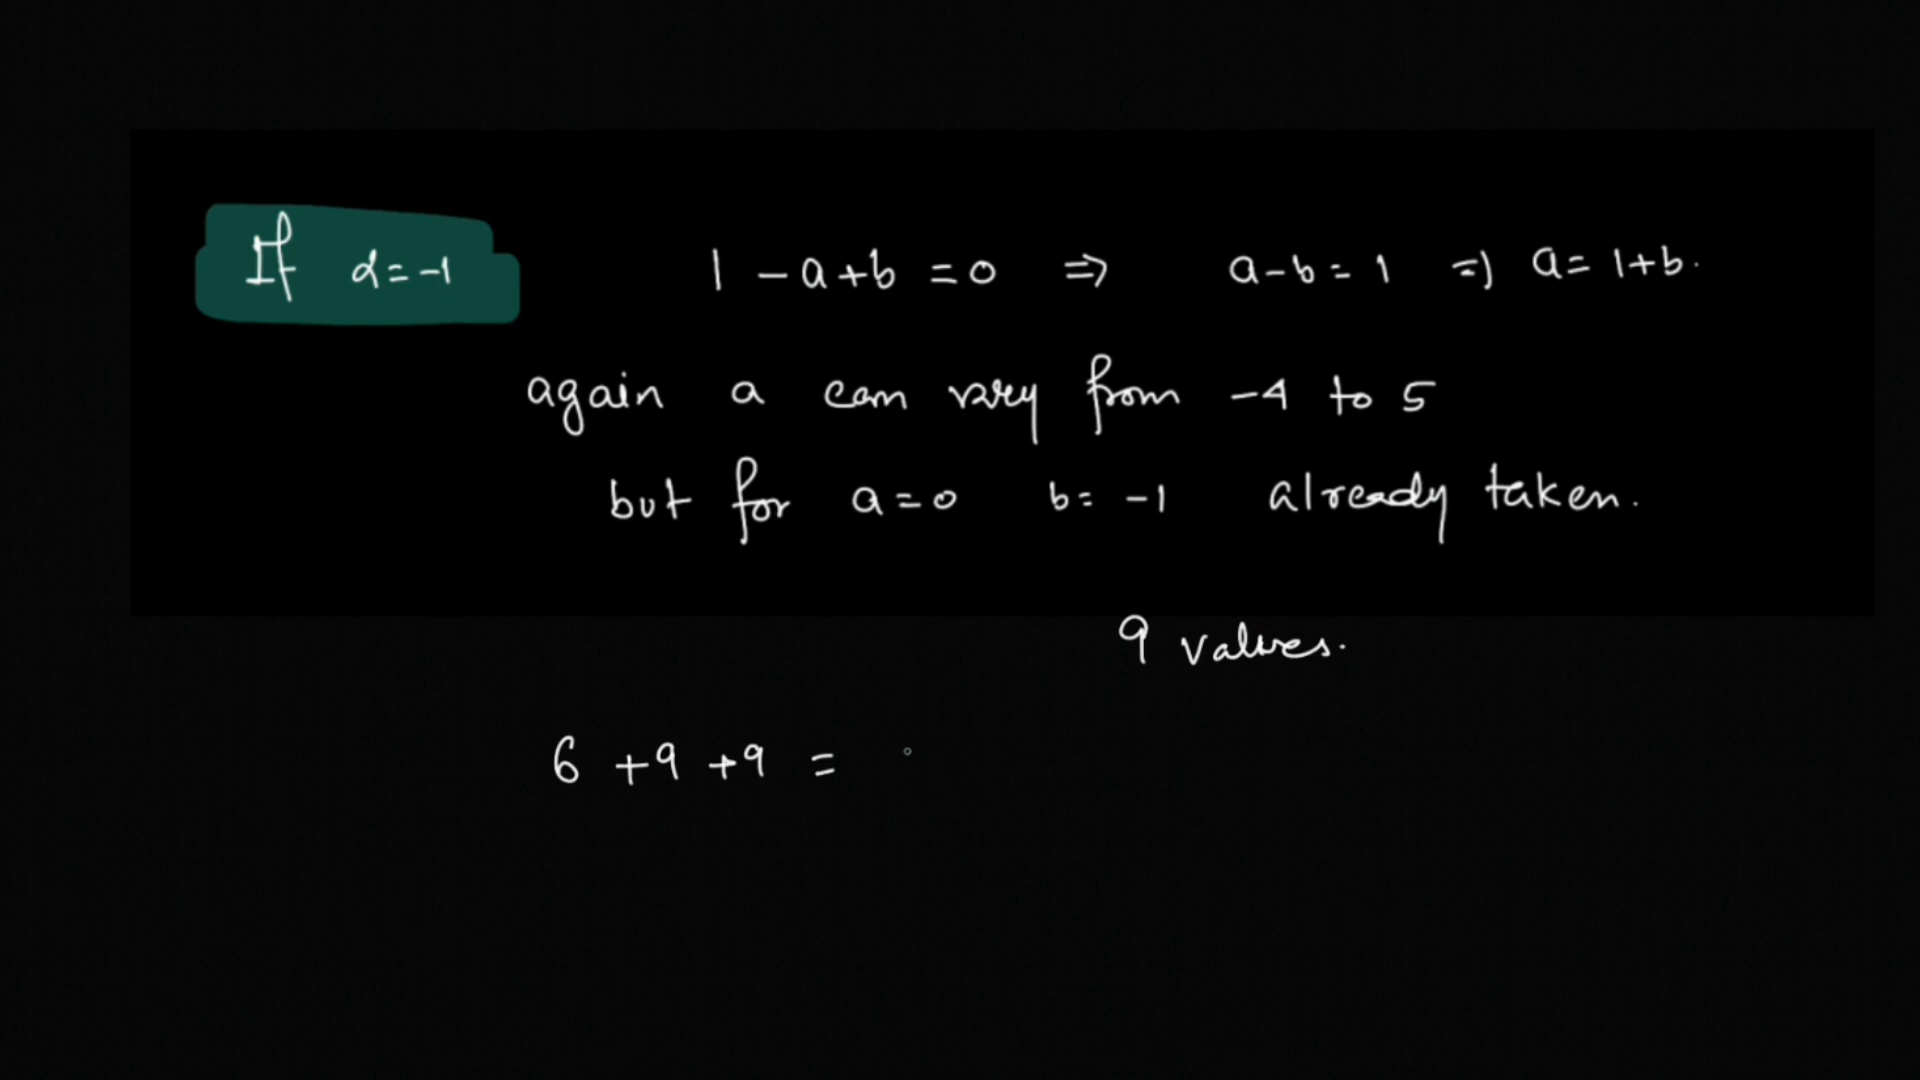 If α=-1 1 - a+b = 0 ⇒ a-b = 1 ⇒ a= 1+b.
again a can vary from -4 to 5
but for a=0 b= -1 already taken.
9 values.
6 +9 +9 =